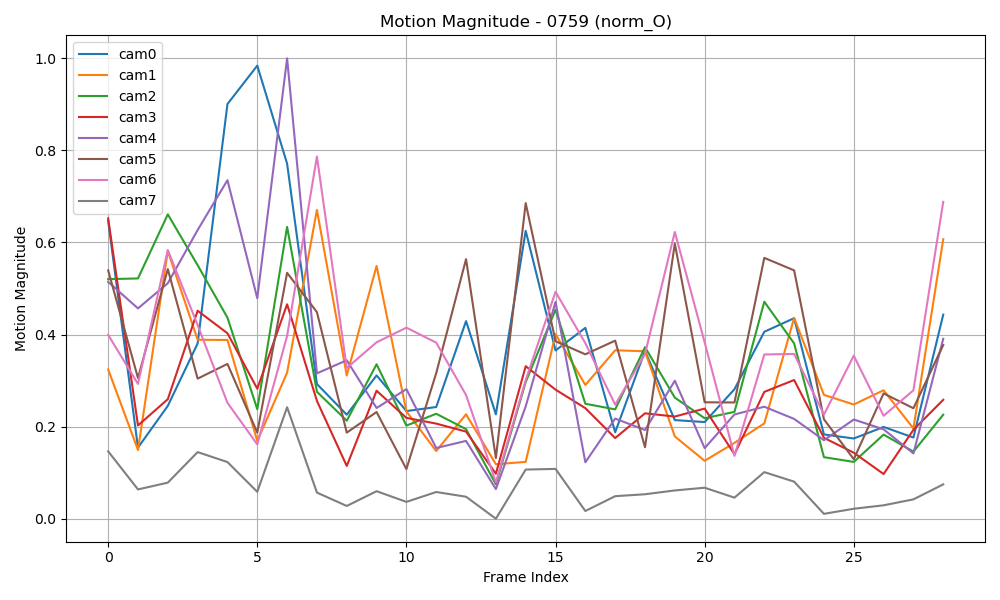 Motion Magnitude - 0759 (norm_O)
cam0
cam1
cam2
cam3
cam4
cam5
cam6
cam7
Motion Magnitude
1.0
0.8
0.6
0.4
0.2
0.0
0 5 10 15 20 25
Frame Index